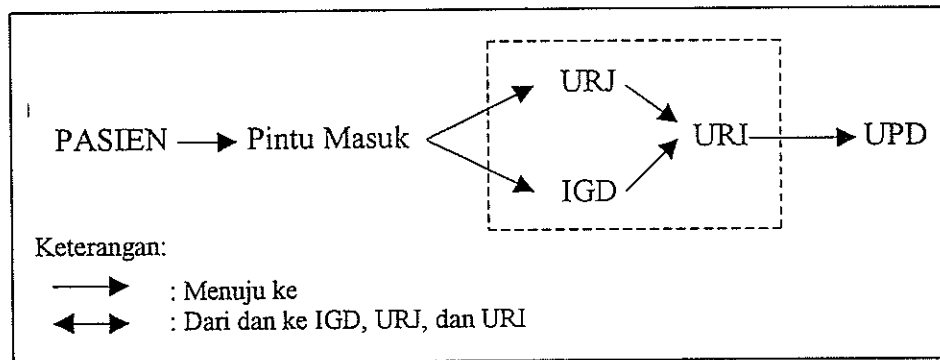 URJ
PASIEN Pintu Masuk URI UPD
IGD
Keterangan:
: Menuju ke
: Dari dan ke IGD, URJ, dan URI